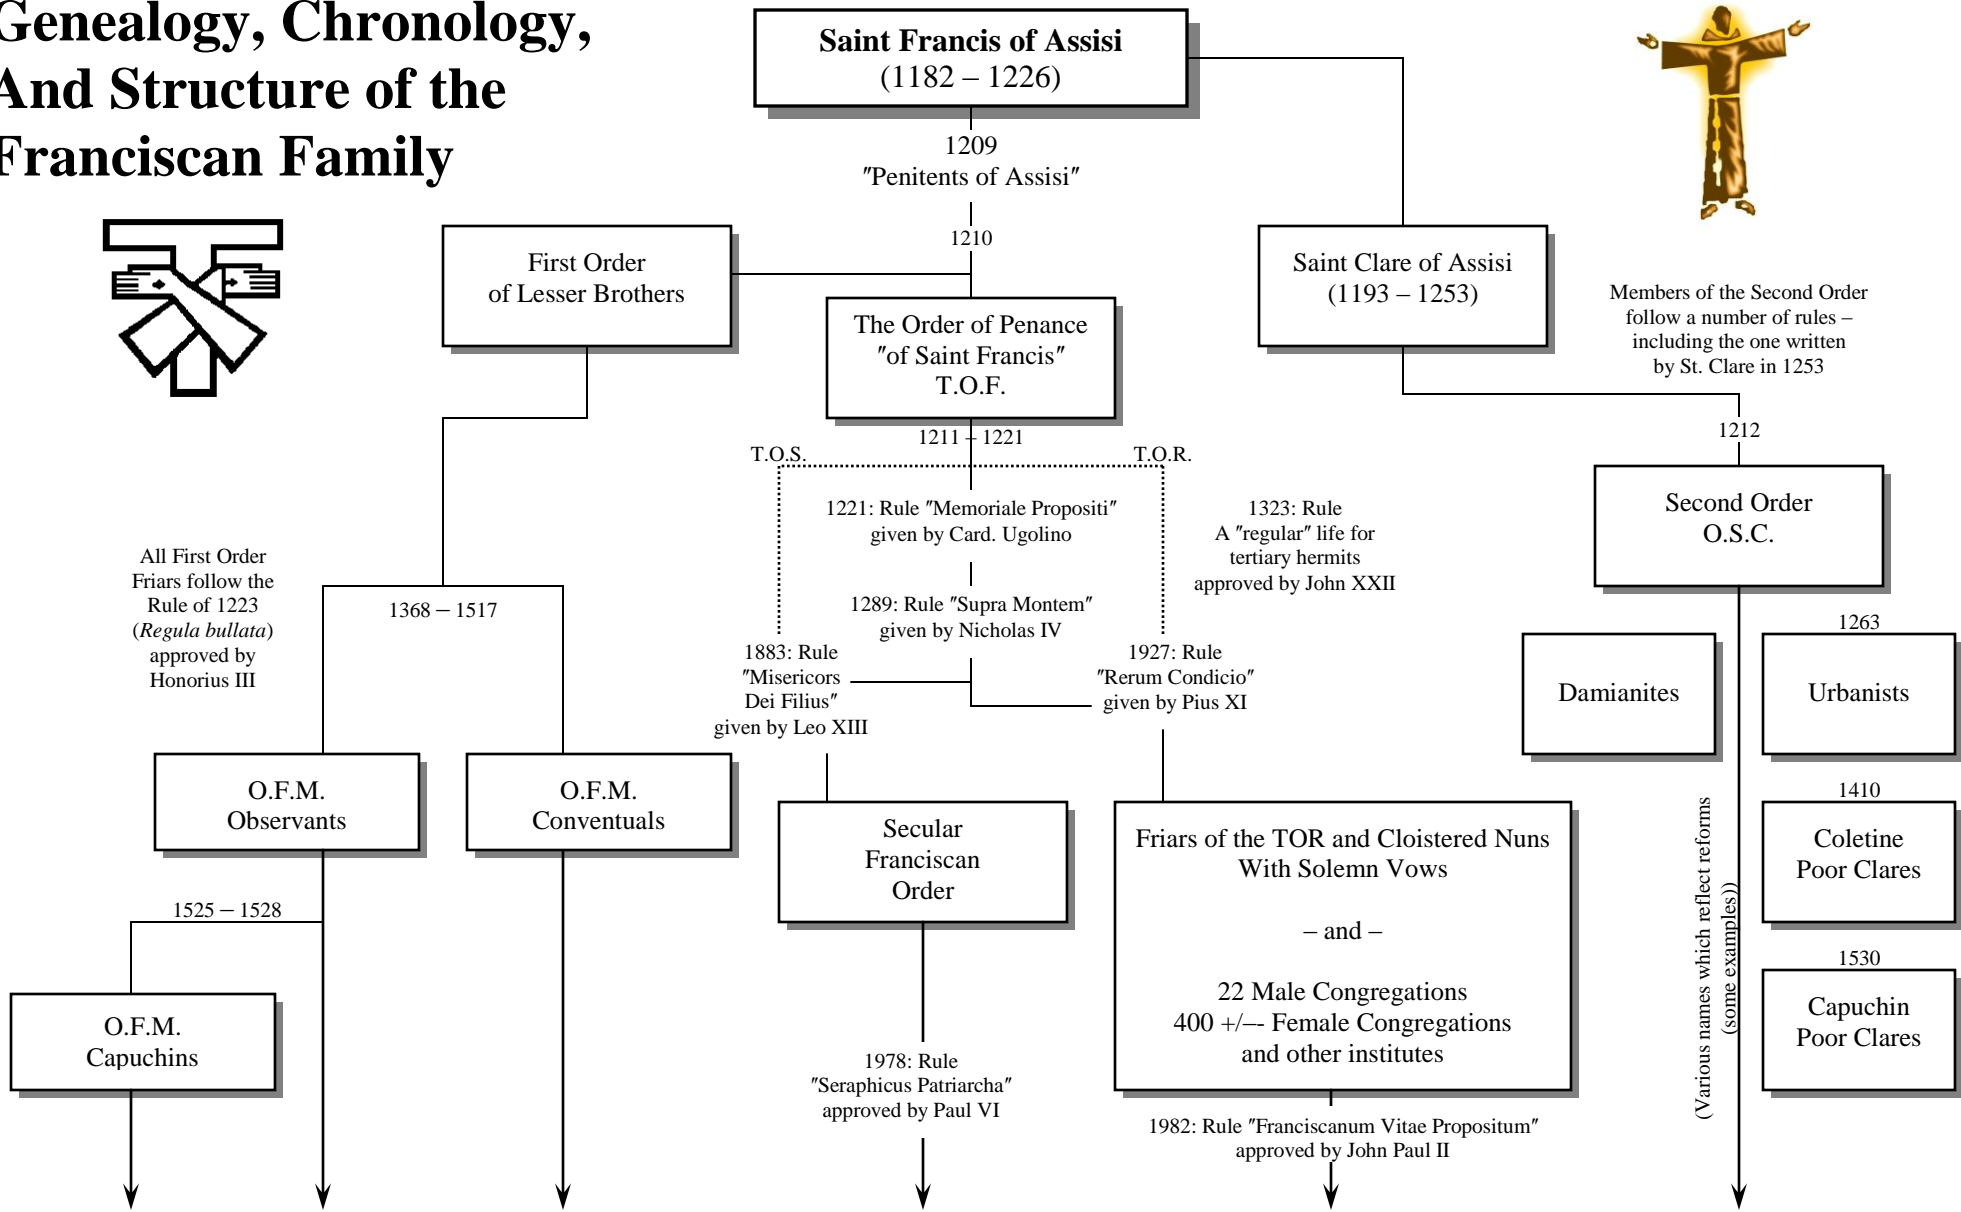 Genealogy, Chronology,
And Structure of the
Franciscan Family
Saint Francis of Assisi
(1182 – 1226)
1209
"Penitents of Assisi"
1210
First Order
of Lesser Brothers
The Order of Penance
"of Saint Francis"
T.O.F.
Saint Clare of Assisi
(1193 – 1253)
Members of the Second Order
follow a number of rules –
including the one written
by St. Clare in 1253
1211 – 1221
T.O.S.
T.O.R.
1212
Second Order
O.S.C.
1221: Rule "Memoriale Propositi"
given by Card. Ugolino
1323: Rule
A "regular" life for
tertiary hermits
approved by John XXII
All First Order
Friars follow the
Rule of 1223
(Regula bullata)
approved by
Honorius III
1368 – 1517
1289: Rule "Supra Montem"
given by Nicholas IV
1883: Rule
"Misericors
Dei Filius"
given by Leo XIII
1927: Rule
"Rerum Condicio"
given by Pius XI
Damianites
1263
Urbanists
O.F.M.
Observants
O.F.M.
Conventuals
Secular
Franciscan
Order
Friars of the TOR and Cloistered Nuns
With Solemn Vows
– and –
22 Male Congregations
400 +/–- Female Congregations
and other institutes
(Various names which reflect reforms
(some examples))
1410
Coletine
Poor Clares
1525 – 1528
1530
Capuchin
Poor Clares
O.F.M.
Capuchins
1978: Rule
"Seraphicus Patriarcha"
approved by Paul VI
1982: Rule "Franciscanum Vitae Propositum"
approved by John Paul II